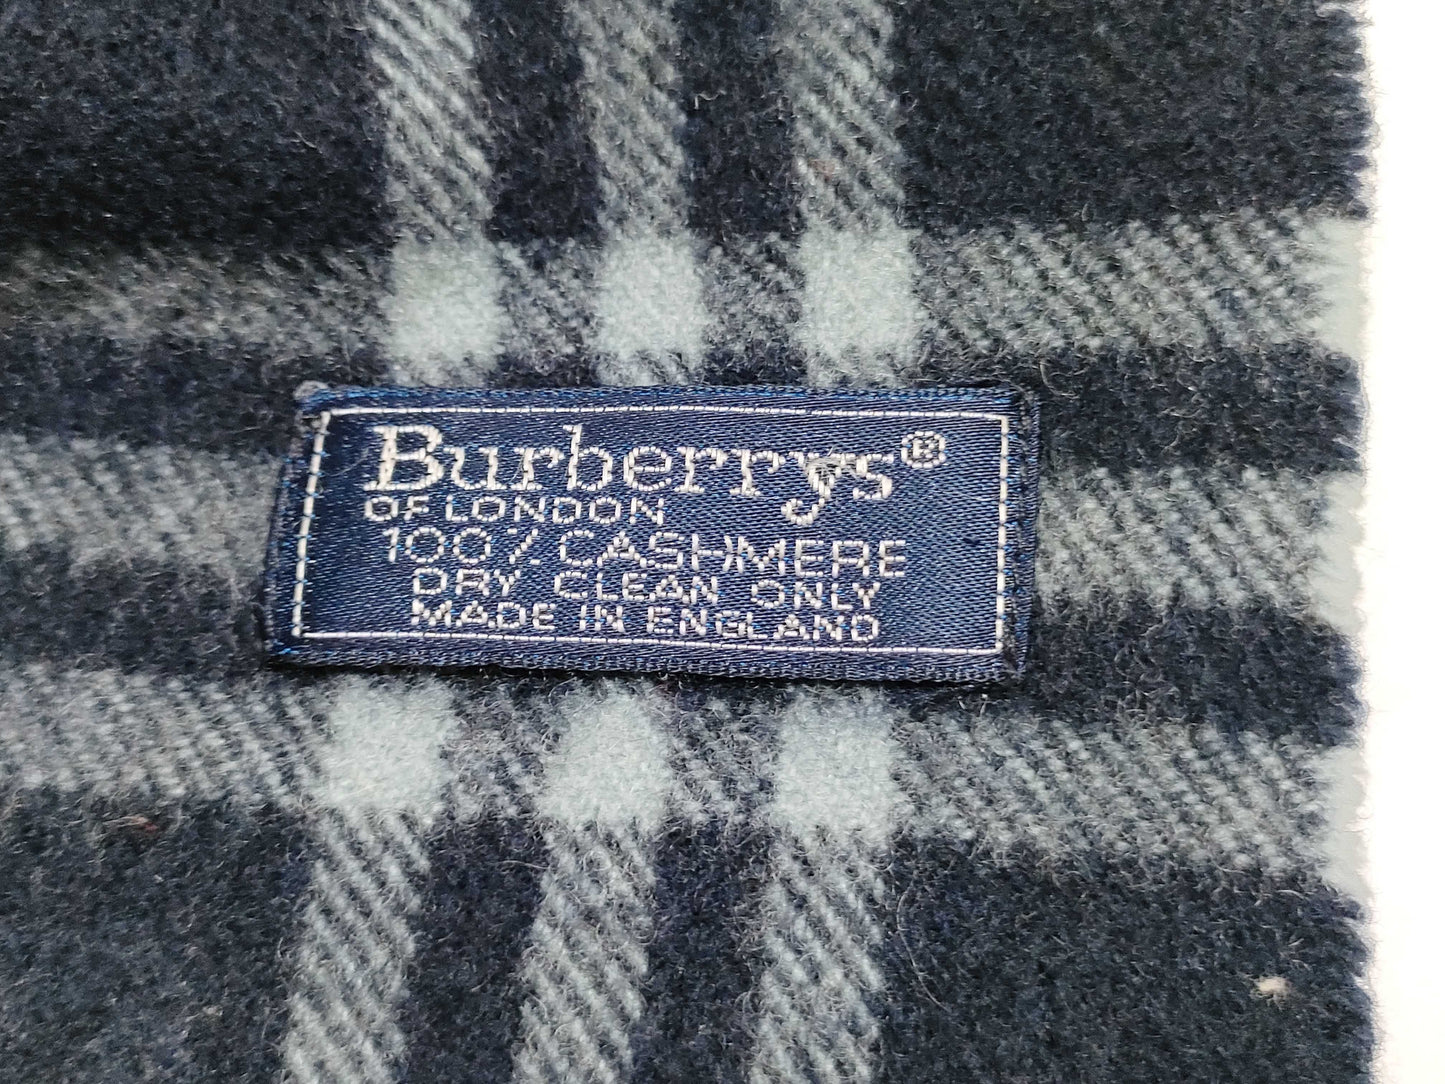 Burberrys®
OF LONDON
100% CASHMERE
DRY CLEAN ONLY
MADE IN ENGLAND